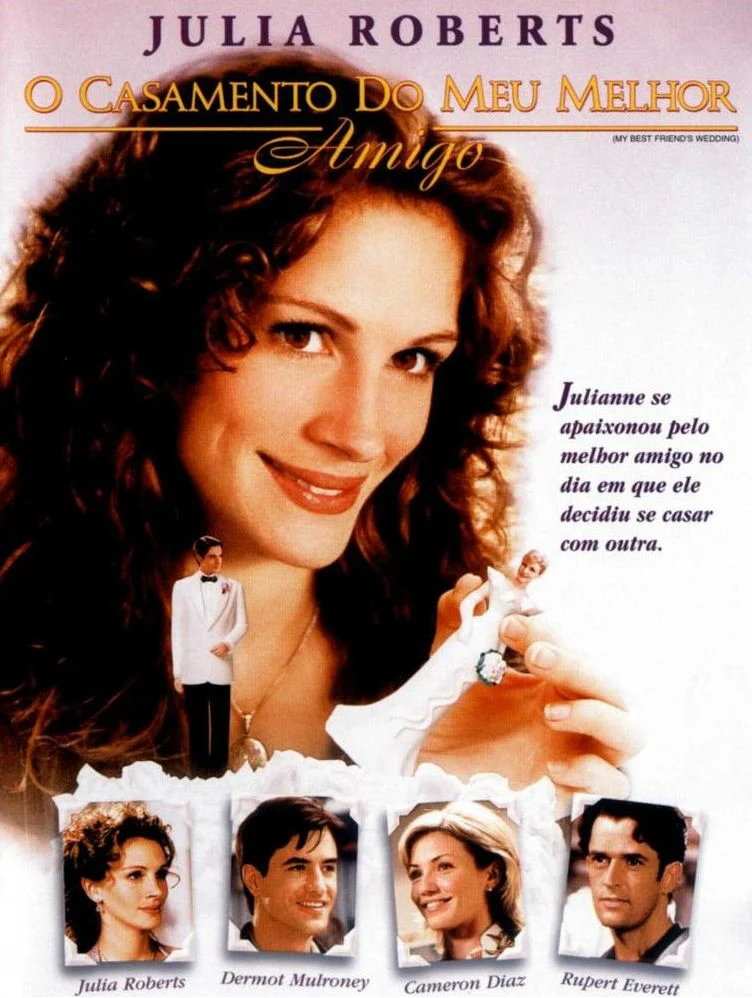 JULIA ROBERTS
O CASAMENTO DO MEU MELHOR
Amigo
(MY BEST FRIEND'S WEDDING)
Julianne se
apaixonou pelo
melhor amigo no
dia em que ele
decidiu se casar
com outra.
Julia Roberts
Dermot Mulroney
Cameron Diaz
Rupert Everett